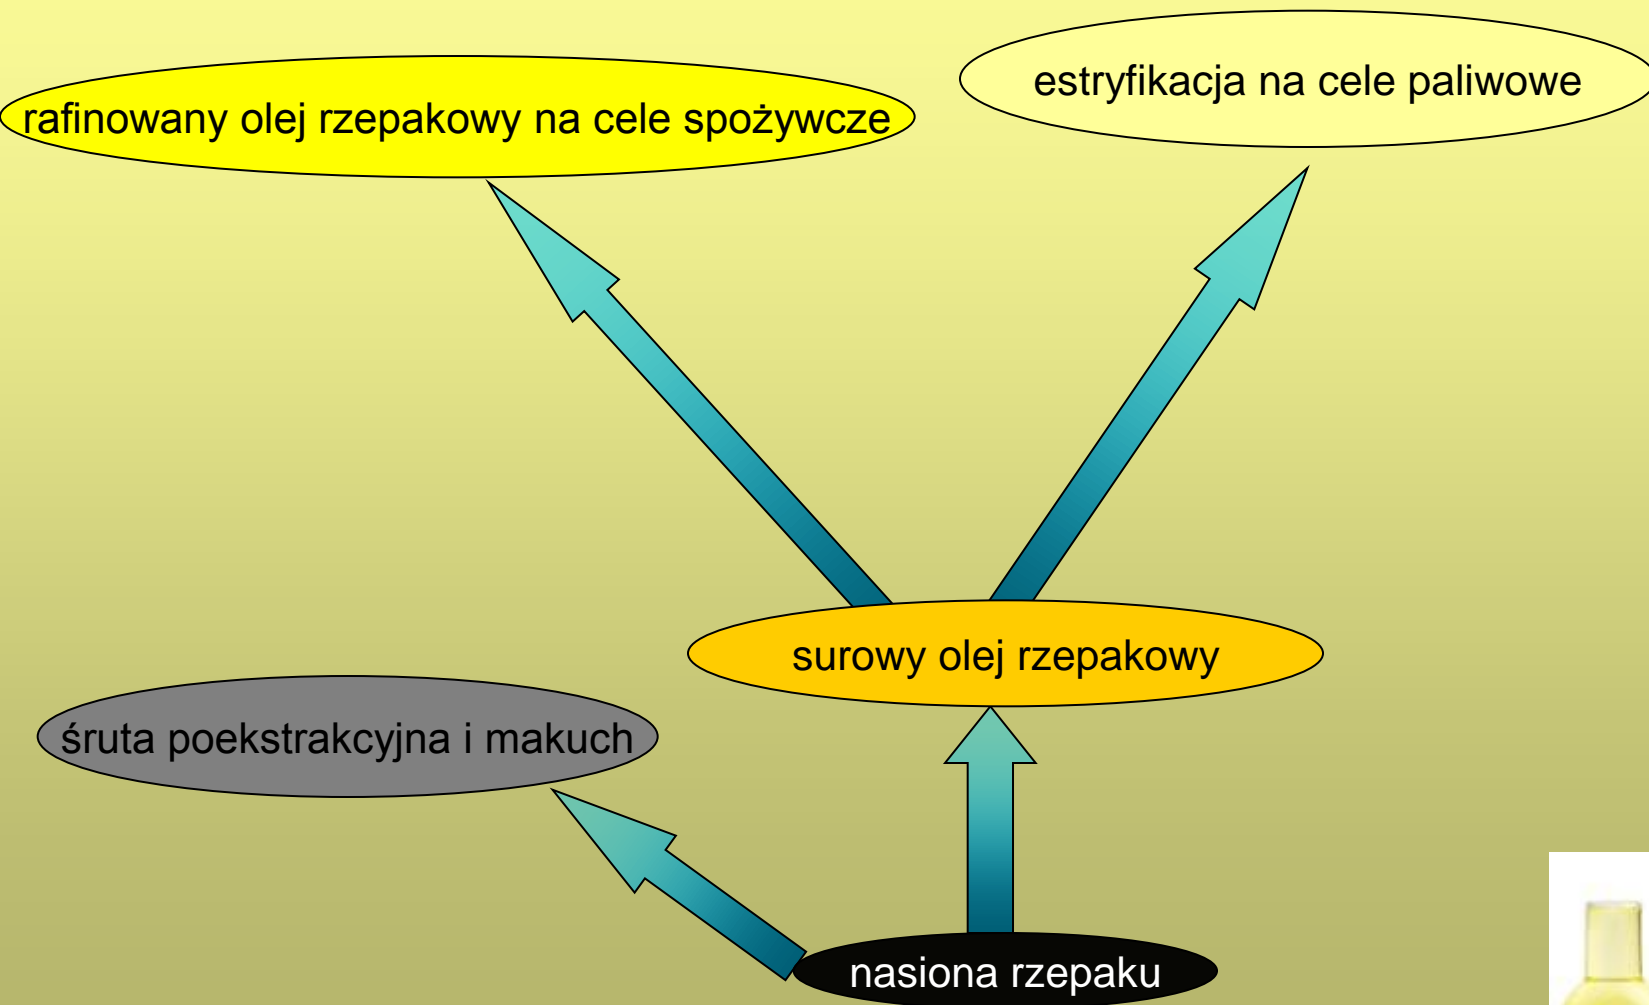 estryfikacja na cele paliwowe
rafinowany olej rzepakowy na cele spożywcze
surowy olej rzepakowy
śruta poekstrakcyjna i makuch
nasiona rzepaku